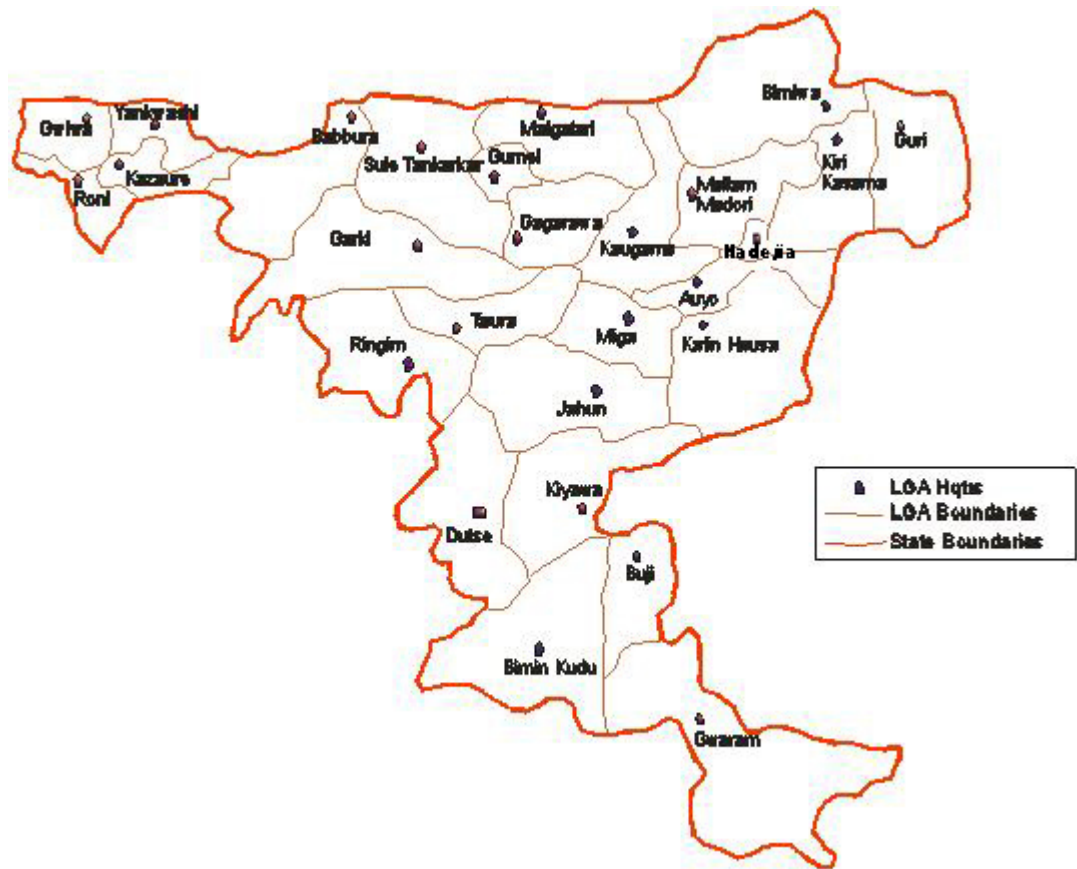 Birniwa
Yankwashi
Gwiwa
Babbura
Maigatari
Guri
Sule Tankarkar
Gumel
Kiri
Kasama
Kazaure
Roni
Mallam
Madori
Garki
Gagarawa
Kaugama
Hadejia
Auyo
Taura
Miga
Kafin Hausa
Ringim
Jahun
Kiyawa
LGA Hqtrs
LGA Boundaries
State Boundaries
Dutse
Buji
Birnin Kudu
Gwaram